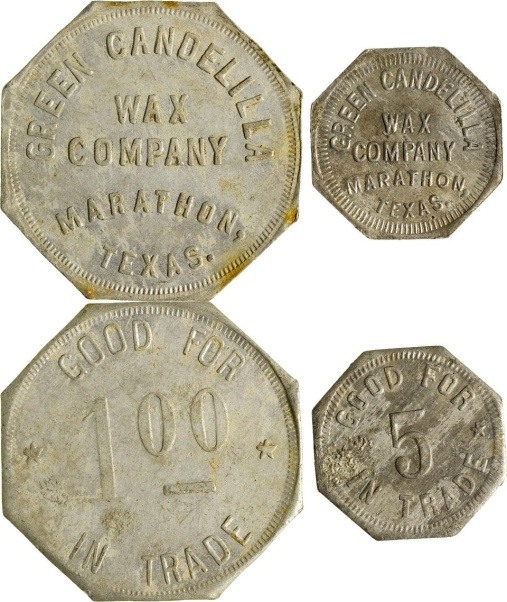 GREEN CANDELILLA
WAX
COMPANY
MARATHON,
TEXAS.
GREEN CANDELILLA
WAX
COMPANY
MARATHON,
TEXAS.
GOOD FOR
1 00
IN TRADE
GOOD FOR
5
IN TRADE